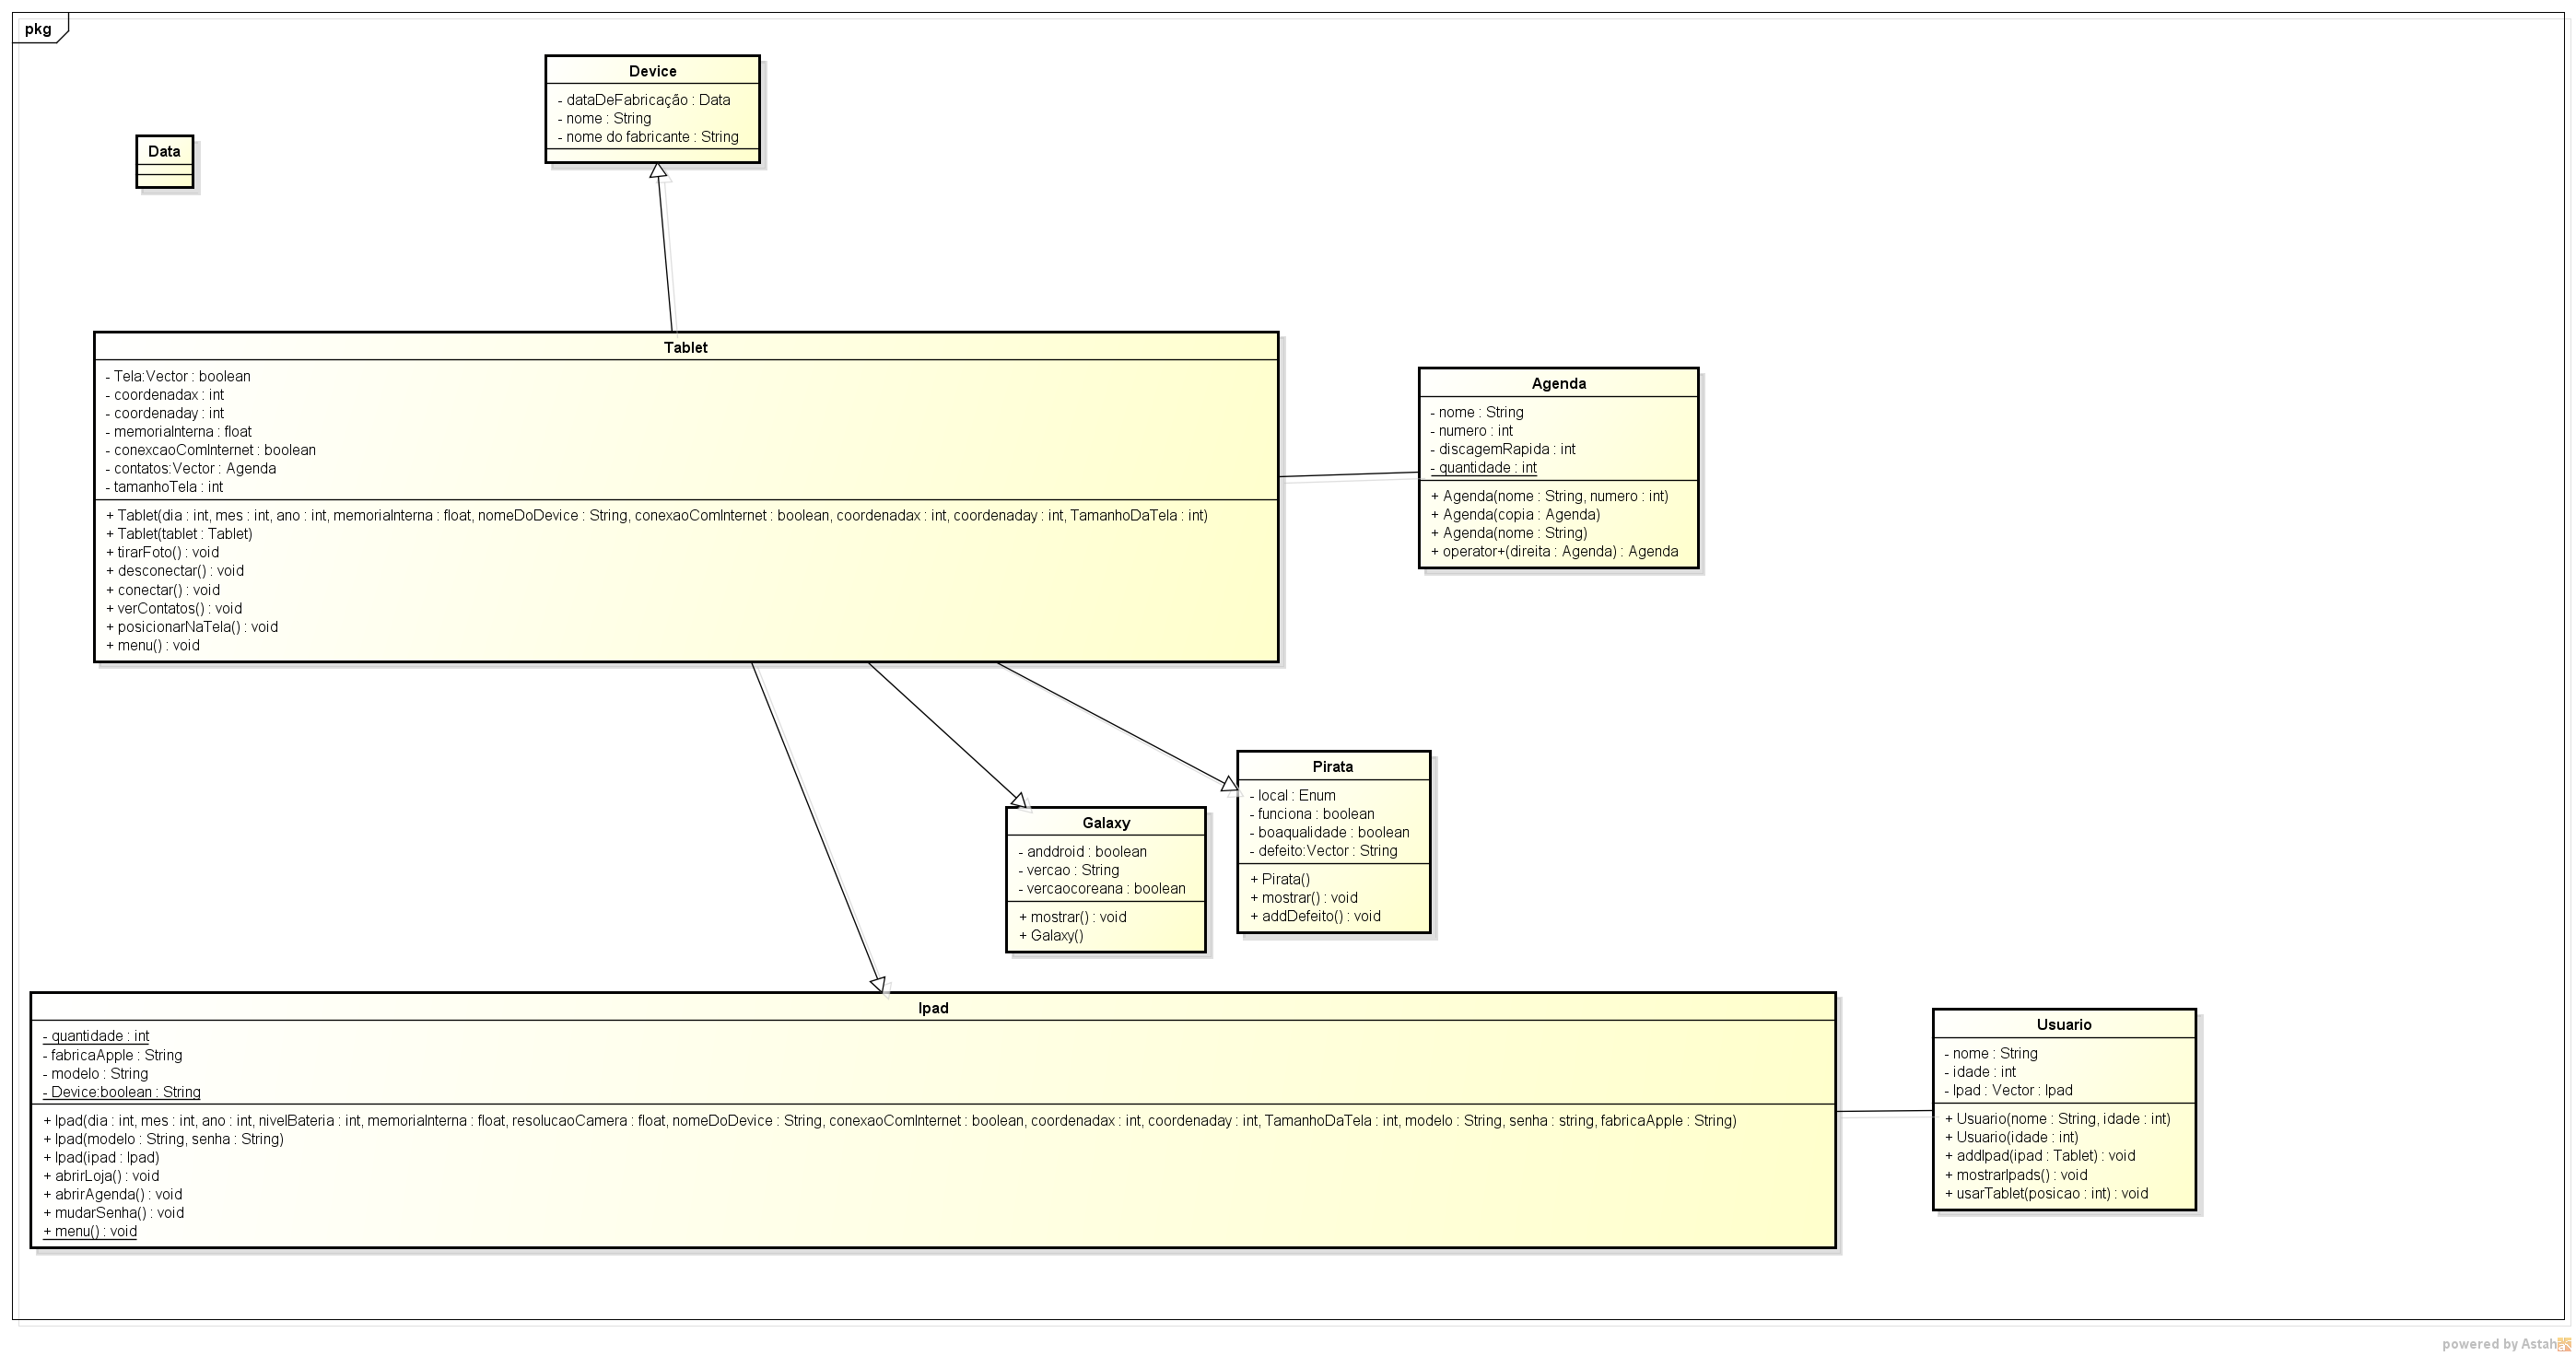 pkg
Device
- dataDeFabricação : Data
- nome : String
- nome do fabricante : String
Data
Tablet
- Tela:Vector : boolean
- coordenadax : int
- coordenaday : int
- memoriaInterna : float
- conexcaoComInternet : boolean
- contatos:Vector : Agenda
- tamanhoTela : int
+ Tablet(dia : int, mes : int, ano : int, memoriaInterna : float, nomeDoDevice : String, conexaoComInternet : boolean, coordenadax : int, coordenaday : int, TamanhoDaTela : int)
+ Tablet(tablet : Tablet)
+ tirarFoto() : void
+ desconectar() : void
+ conectar() : void
+ verContatos() : void
+ posicionarNaTela() : void
+ menu() : void
Agenda
- nome : String
- numero : int
- discagemRapida : int
- quantidade : int
+ Agenda(nome : String, numero : int)
+ Agenda(copia : Agenda)
+ Agenda(nome : String)
+ operator+(direita : Agenda) : Agenda
Pirata
- local : Enum
- funciona : boolean
- boaqualidade : boolean
- defeito:Vector : String
+ Pirata()
+ mostrar() : void
+ addDefeito() : void
Galaxy
- anddroid : boolean
- vercao : String
- vercaocoreana : boolean
+ mostrar() : void
+ Galaxy()
Ipad
- quantidade : int
- fabricaApple : String
- modelo : String
- Device:boolean : String
+ Ipad(dia : int, mes : int, ano : int, nivelBateria : int, memoriaInterna : float, resolucaoCamera : float, nomeDoDevice : String, conexaoComInternet : boolean, coordenadax : int, coordenaday : int, TamanhoDaTela : int, modelo : String, senha : string, fabricaApple : String)
+ Ipad(modelo : String, senha : String)
+ Ipad(ipad : Ipad)
+ abrirLoja() : void
+ abrirAgenda() : void
+ mudarSenha() : void
+ menu() : void
Usuario
- nome : String
- idade : int
- Ipad : Vector : Ipad
+ Usuario(nome : String, idade : int)
+ Usuario(idade : int)
+ addIpad(ipad : Tablet) : void
+ mostrarIpads() : void
+ usarTablet(posicao : int) : void
powered by Astah